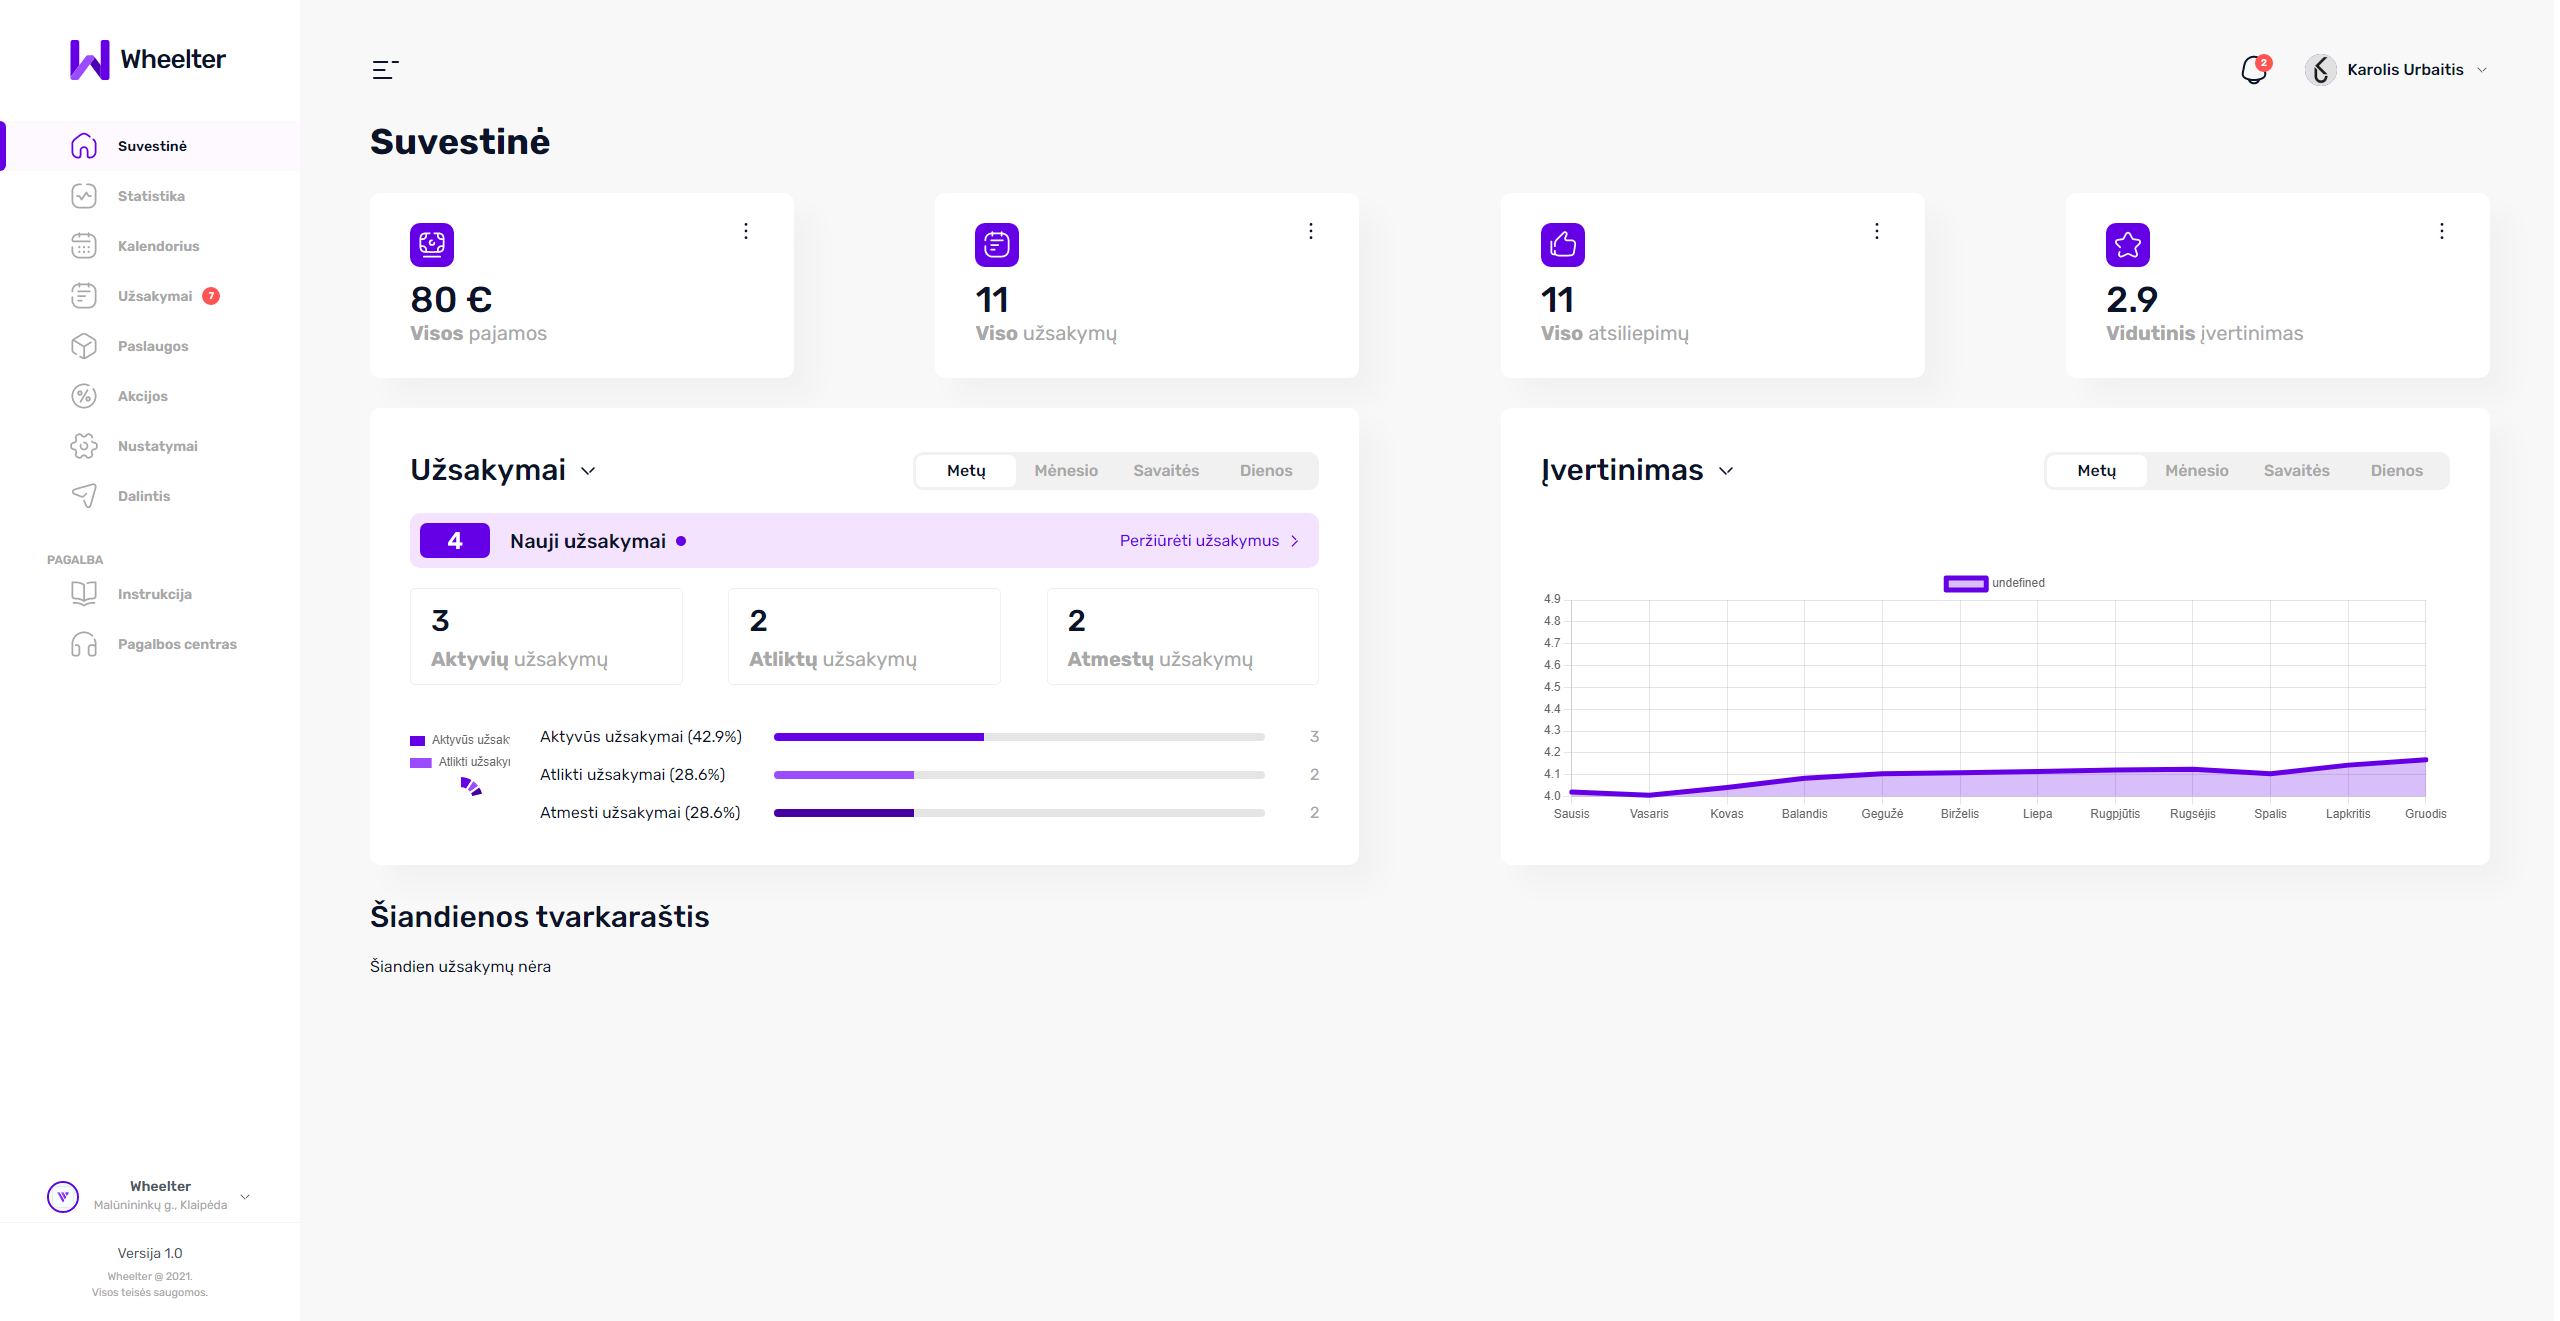 Wheelter
Suvestinė
Statistika
Kalendorius
Užsakymai 7
Paslaugos
Akcijos
Nustatymai
Dalintis
PAGALBA
Instrukcija
Pagalbos centras
Wheelter
Malūnininkų g., Klaipėda
Versija 1.0
Wheelter @ 2021.
Visos teisės saugomos.
2
Karolis Urbaitis
Suvestinė
80 €
Visos pajamos
11
Viso užsakymų
11
Viso atsiliepimų
2.9
Vidutinis įvertinimas
Užsakymai
Metų Mėnesio Savaitės Dienos
4 Nauji užsakymai Peržiūrėti užsakymus
3
Aktyvių užsakymų
2
Atliktų užsakymų
2
Atmestų užsakymų
Aktyvūs užsak
Atlikti užsaky
Aktyvūs užsakymai (42.9%) 3
Atlikti užsakymai (28.6%) 2
Atmesti užsakymai (28.6%) 2
Įvertinimas
Metų Mėnesio Savaitės Dienos
undefined
4.9
4.8
4.7
4.6
4.5
4.4
4.3
4.2
4.1
4.0
Sausis Vasaris Kovas Balandis Gegužė Birželis Liepa Rugpjūtis Rugsėjis Spalis Lapkritis Gruodis
Šiandienos tvarkaraštis
Šiandien užsakymų nėra